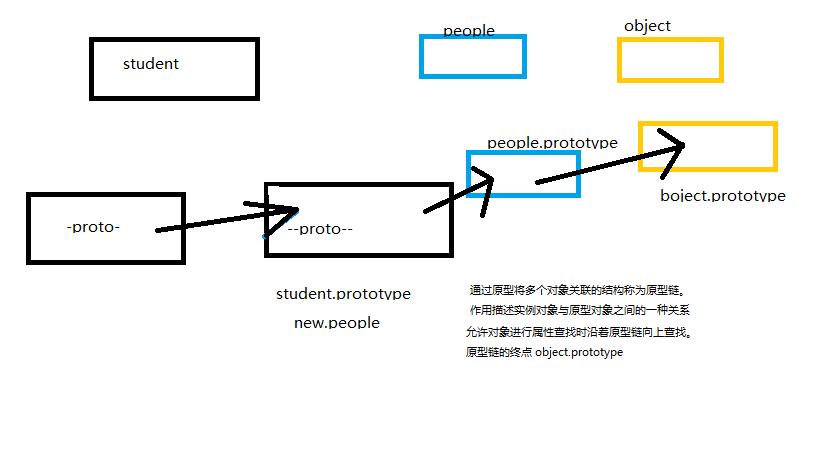 people
object
student
people.prototype
boject.prototype
-proto-
--proto--
student.prototype
new.people
通过原型将多个对象关联的结构称为原型链。
作用描述实例对象与原型对象之间的一种关系
允许对象进行属性查找时沿着原型链向上查找。
原型链的终点 object.prototype